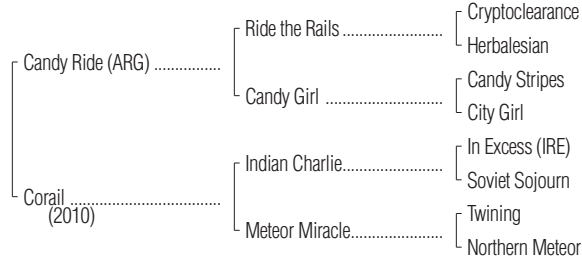 Cryptoclearance
Ride the Rails ........................
Herbalesian
Candy Ride (ARG) ................
Candy Stripes
Candy Girl ............................
City Girl
In Excess (IRE)
Indian Charlie........................
Soviet Sojourn
Corail ....................................
(2010)
Twining
Meteor Miracle......................
Northern Meteor